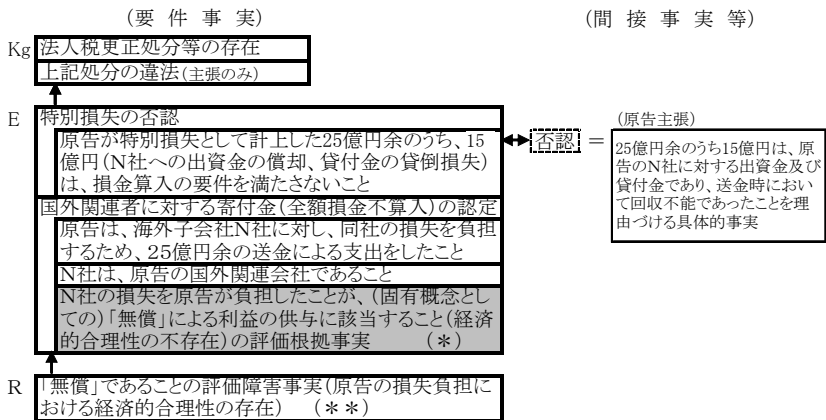 (要 件 事 実)
(間 接 事 実 等)
Kg
法人税更正処分等の存在
上記処分の違法(主張のみ)
E
特別損失の否認
原告が特別損失として計上した25億円余のうち、15
億円(N社への出資金の償却、貸付金の貸倒損失)
は、損金算入の要件を満たさないこと
否認 =
(原告主張)
25億円余のうち15億円は、原
告のN社に対する出資金及び
貸付金であり、送金時におい
て回収不能であったことを理
由づける具体的事実
国外関連者に対する寄付金(全額損金不算入)の認定
原告は、海外子会社N社に対し、同社の損失を負担
するため、25億円余の送金による支出をしたこと
N社は、原告の国外関連会社であること
N社の損失を原告が負担したことが、(固有概念とし
ての)「無償」による利益の供与に該当すること(経済
的合理性の不存在)の評価根拠事実 (*)
R
「無償」であることの評価障害事実(原告の損失負担に
おける経済的合理性の存在) (**)